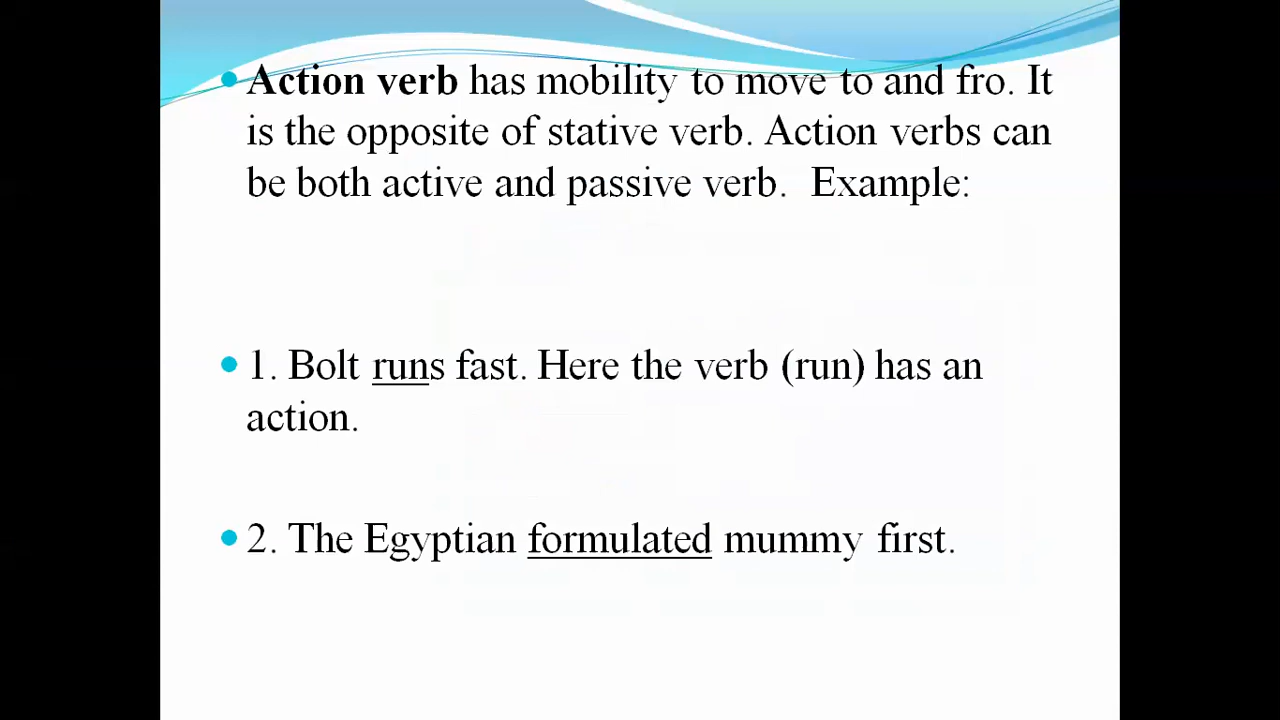 Action verb has mobility to move to and fro. It
is the opposite of stative verb. Action verbs can
be both active and passive verb.  Example:
1. Bolt runs fast. Here the verb (run) has an
action.
2. The Egyptian formulated mummy first.